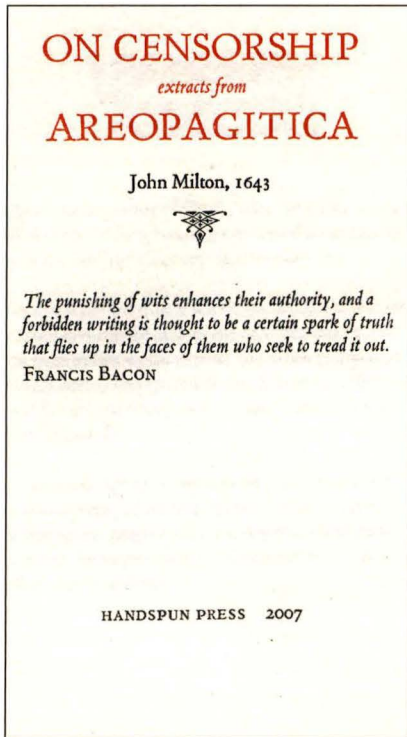 ON CENSORSHIP
extracts from
AREOPAGITICA
John Milton, 1643
The punishing of wits enhances their authority, and a
forbidden writing is thought to be a certain spark of truth
that flies up in the faces of them who seek to tread it out.
FRANCIS BACON
HANDSPUN PRESS 2007